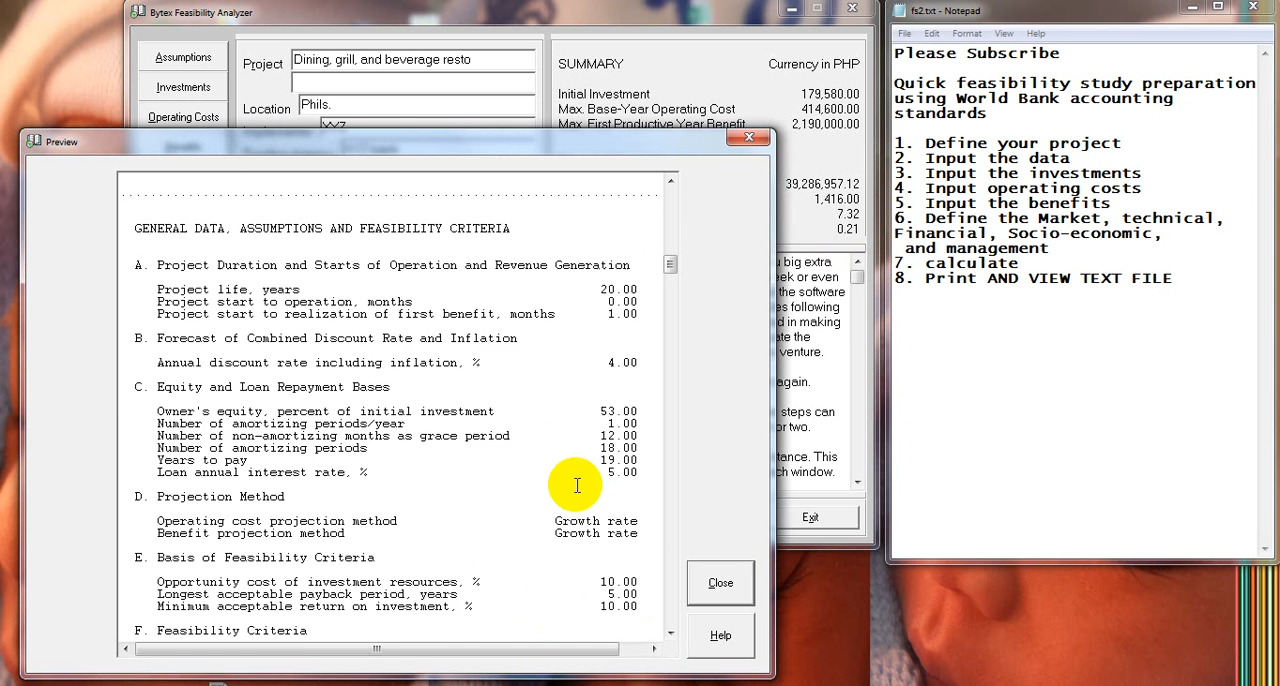 Bytex Feasibility Analyzer
Assumptions
Investments
Operating Costs
Project
Dining, grill, and beverage resto
Location
Phils.
XYZ
SUMMARY
Currency in PHP
Initial Investment
179,580.00
Max. Base-Year Operating Cost
414,600.00
Max. First Productive Year Benefit
2,190,000.00
39,286,957.12
1,416.00
7.32
0.21
big extra
eek or even
the software
es following
d in making
ate the
venture.
again.
steps can
or two.
tance. This
ch window.
Exit
Preview
GENERAL DATA, ASSUMPTIONS AND FEASIBILITY CRITERIA
A. Project Duration and Starts of Operation and Revenue Generation
Project life, years 20.00
Project start to operation, months 0.00
Project start to realization of first benefit, months 1.00
B. Forecast of Combined Discount Rate and Inflation
Annual discount rate including inflation, % 4.00
C. Equity and Loan Repayment Bases
Owner's equity, percent of initial investment 53.00
Number of amortizing periods/year 1.00
Number of non-amortizing months as grace period 12.00
Number of amortizing periods 18.00
Years to pay 19.00
Loan annual interest rate, % 5.00
D. Projection Method
Operating cost projection method Growth rate
Benefit projection method Growth rate
E. Basis of Feasibility Criteria
Opportunity cost of investment resources, % 10.00
Longest acceptable payback period, years 5.00
Minimum acceptable return on investment, % 10.00
F. Feasibility Criteria
Close
Help
fs2.txt - Notepad
File Edit Format View Help
Please Subscribe
Quick feasibility study preparation
using World Bank accounting
standards
1. Define your project
2. Input the data
3. Input the investments
4. Input operating costs
5. Input the benefits
6. Define the Market, technical,
Financial, Socio-economic,
and management
7. calculate
8. Print AND VIEW TEXT FILE